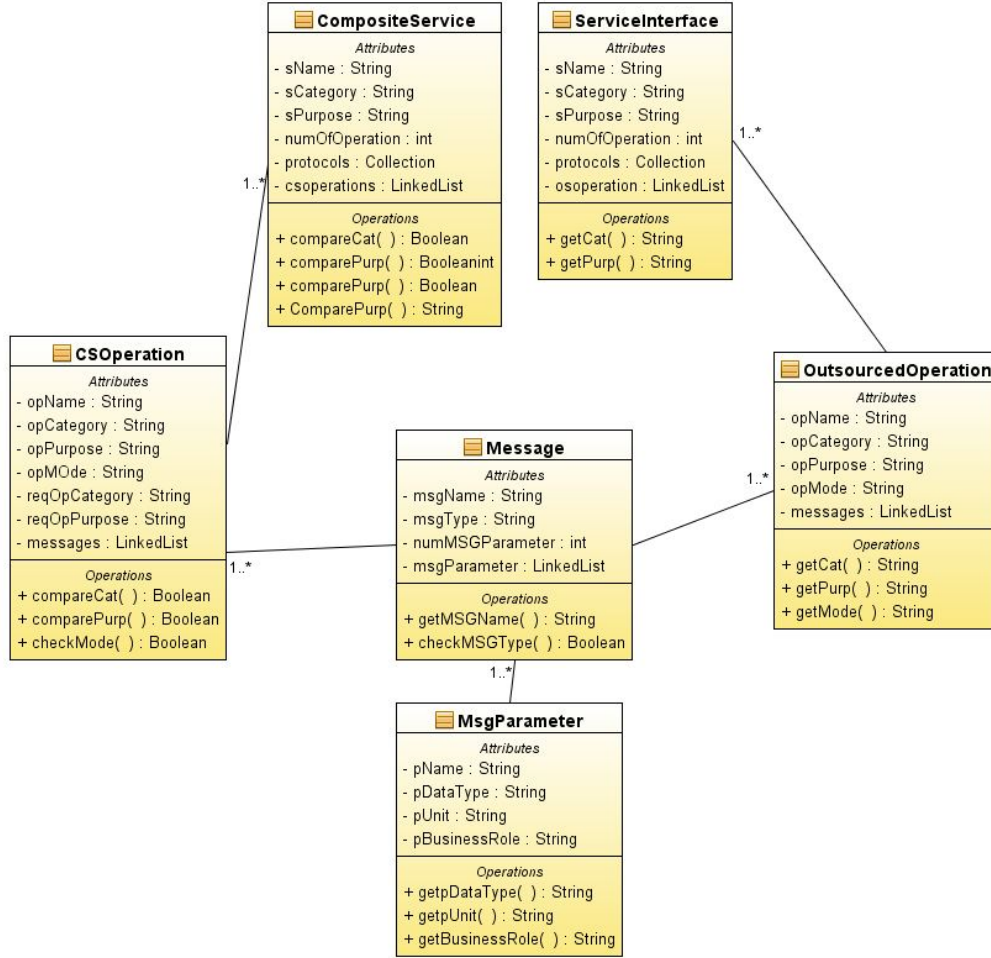 CompositeService
Attributes
- sName : String
- sCategory : String
- sPurpose : String
- numOfOperation : int
- protocols : Collection
- csoperations : LinkedList
Operations
+ compareCat( ) : Boolean
+ comparePurp( ) : Booleanint
+ comparePurp( ) : Boolean
+ ComparePurp( ) : String
ServiceInterface
Attributes
- sName : String
- sCategory : String
- sPurpose : String
- numOfOperation : int
- protocols : Collection
- osoperation : LinkedList
Operations
+ getCat( ) : String
+ getPurp( ) : String
1..*
1..*
CSOperation
Attributes
- opName : String
- opCategory : String
- opPurpose : String
- opMOde : String
- reqOpCategory : String
- reqOpPurpose : String
- messages : LinkedList
Operations
+ compareCat( ) : Boolean
+ comparePurp( ) : Boolean
+ checkMode( ) : Boolean
1..*
Message
Attributes
- msgName : String
- msgType : String
- numMSGParameter : int
- msgParameter : LinkedList
Operations
+ getMSGName( ) : String
+ checkMSGType( ) : Boolean
1..*
OutsourcedOperation
Attributes
- opName : String
- opCategory : String
- opPurpose : String
- opMode : String
- messages : LinkedList
Operations
+ getCat( ) : String
+ getPurp( ) : String
+ getMode( ) : String
1..*
MsgParameter
Attributes
- pName : String
- pDataType : String
- pUnit : String
- pBusinessRole : String
Operations
+ getpDataType( ) : String
+ getpUnit( ) : String
+ getBusinessRole( ) : String